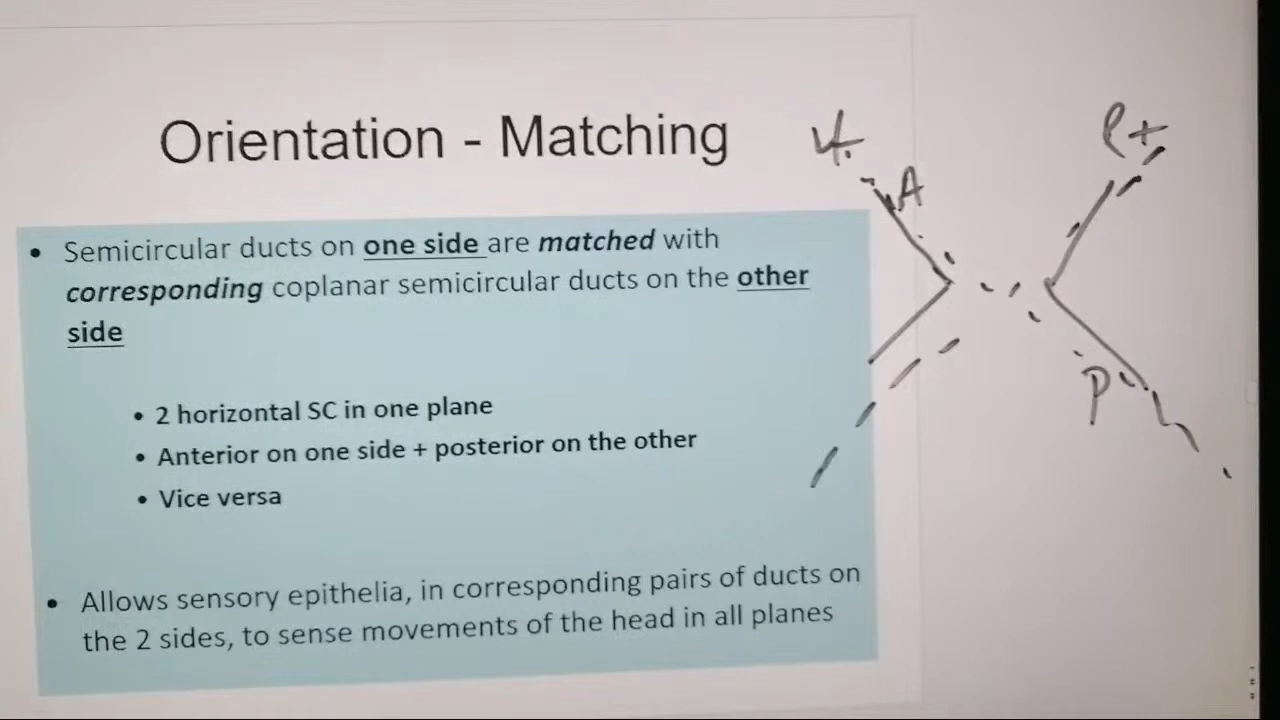 Orientation - Matching
• Semicircular ducts on one side are matched with
corresponding coplanar semicircular ducts on the other
side
• 2 horizontal SC in one plane
• Anterior on one side + posterior on the other
• Vice versa
• Allows sensory epithelia, in corresponding pairs of ducts on
the 2 sides, to sense movements of the head in all planes
A
P